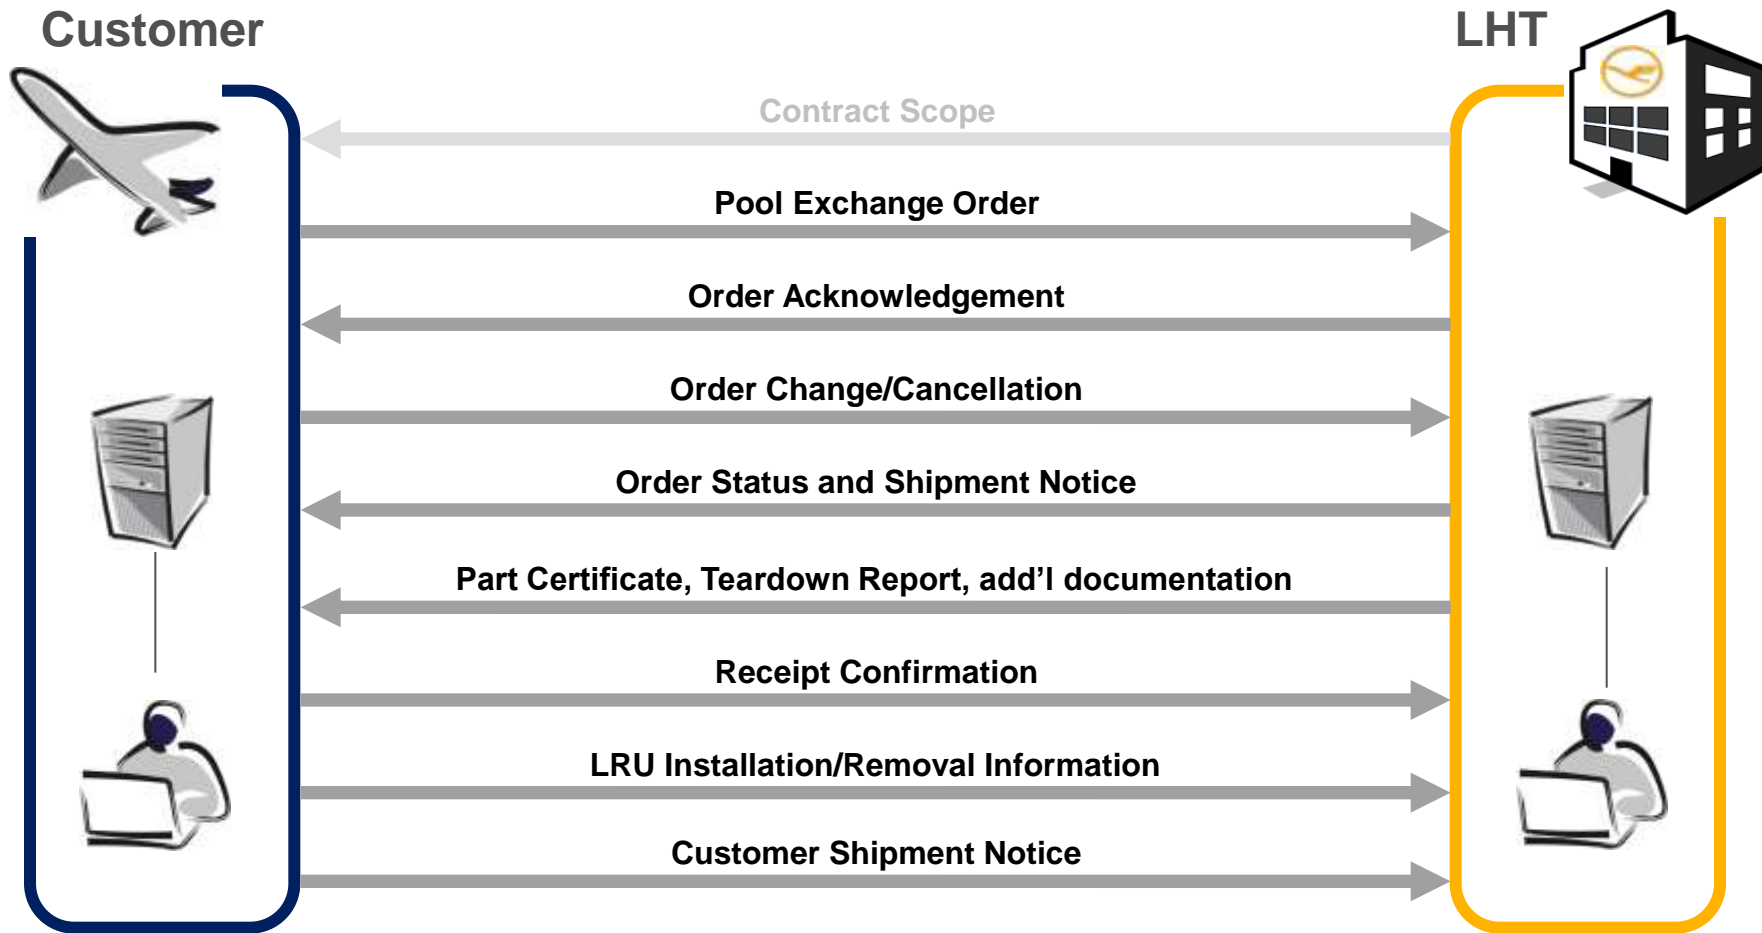 Customer
LHT
Contract Scope
Pool Exchange Order
Order Acknowledgement
Order Change/Cancellation
Order Status and Shipment Notice
Part Certificate, Teardown Report, add’l documentation
Receipt Confirmation
LRU Installation/Removal Information
Customer Shipment Notice